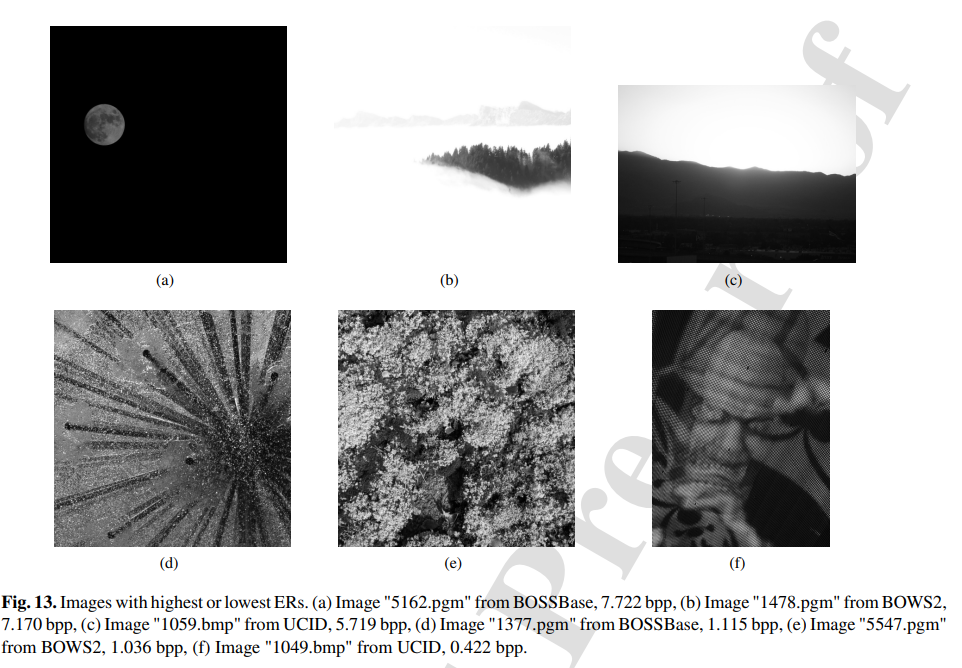 (a)
(b)
(c)
(d)
(e)
(f)
Fig. 13. Images with highest or lowest ERs. (a) Image "5162.pgm" from BOSSBase, 7.722 bpp, (b) Image "1478.pgm" from BOWS2,
7.170 bpp, (c) Image "1059.bmp" from UCID, 5.719 bpp, (d) Image "1377.pgm" from BOSSBase, 1.115 bpp, (e) Image "5547.pgm"
from BOWS2, 1.036 bpp, (f) Image "1049.bmp" from UCID, 0.422 bpp.
Pre
r
of